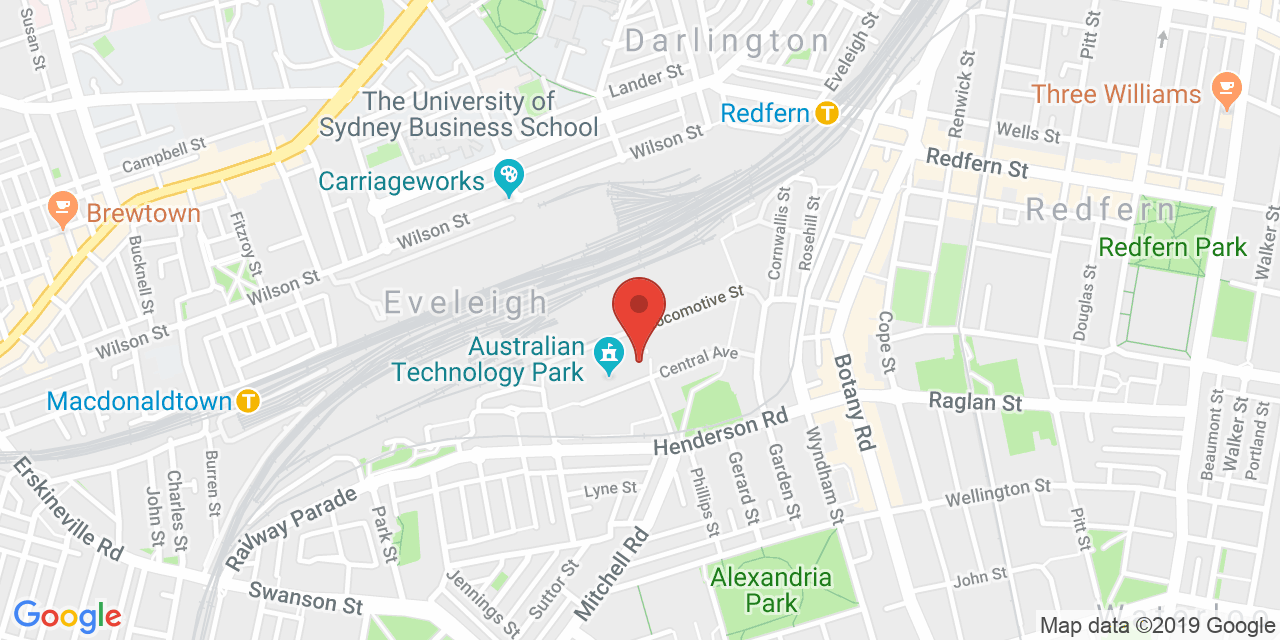 Susan St
Darlington
Eveleigh St
Pitt St
Lander St
Renwick St
Three Williams
The University of
Sydney Business School
Redfern
T
Wells St
Campbell St
Wilson St
Redfern St
Carriageworks
Brewtown
Fitzroy St
Wilson St
Cornwallis St
Rosehill St
Redfern
Walker St
Redfern Park
Bucknell St
Wilson St
Eveleigh
Locomotive St
Douglas St
Cope St
Wilson St
Australian
Technology Park
Central Ave
Botany Rd
Macdonaldtown
T
Raglan St
Henderson Rd
Beaumont St
Walker St
Portland St
Erskineville Rd
John St
Charles St
Burren St
Railway Parade
Park St
Lyne St
Phillips St
Gerard St
Garden St
Wyndham St
Wellington St
Pitt St
Mitchell Rd
Jennings St
Suttor St
Swanson St
Alexandria
Park
John St
Waterloo
Google
Map data ©2019 Google